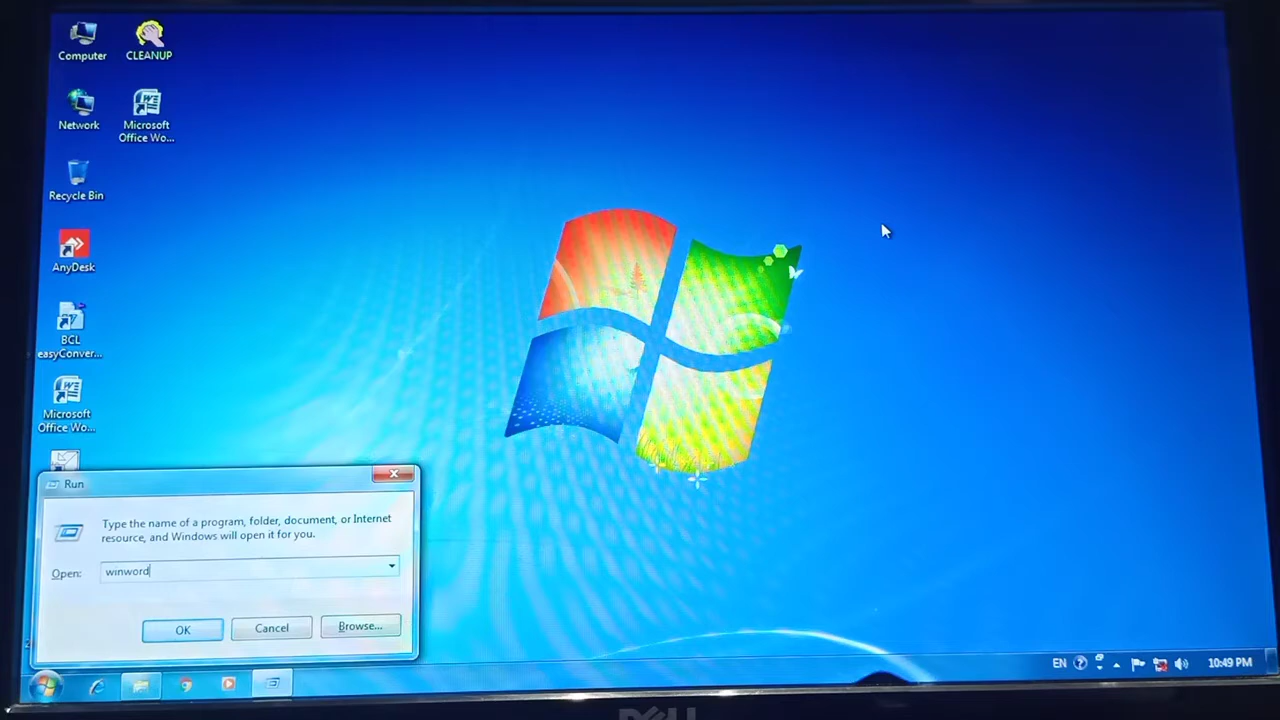 Computer
CLEANUP
Network
Microsoft
Office Wo...
Recycle Bin
AnyDesk
BCL
easyConver...
Microsoft
Office Wo...
Run
Type the name of a program, folder, document, or Internet
resource, and Windows will open it for you.
Open:
winword
OK
Cancel
Browse...
EN
10:49 PM
DELL